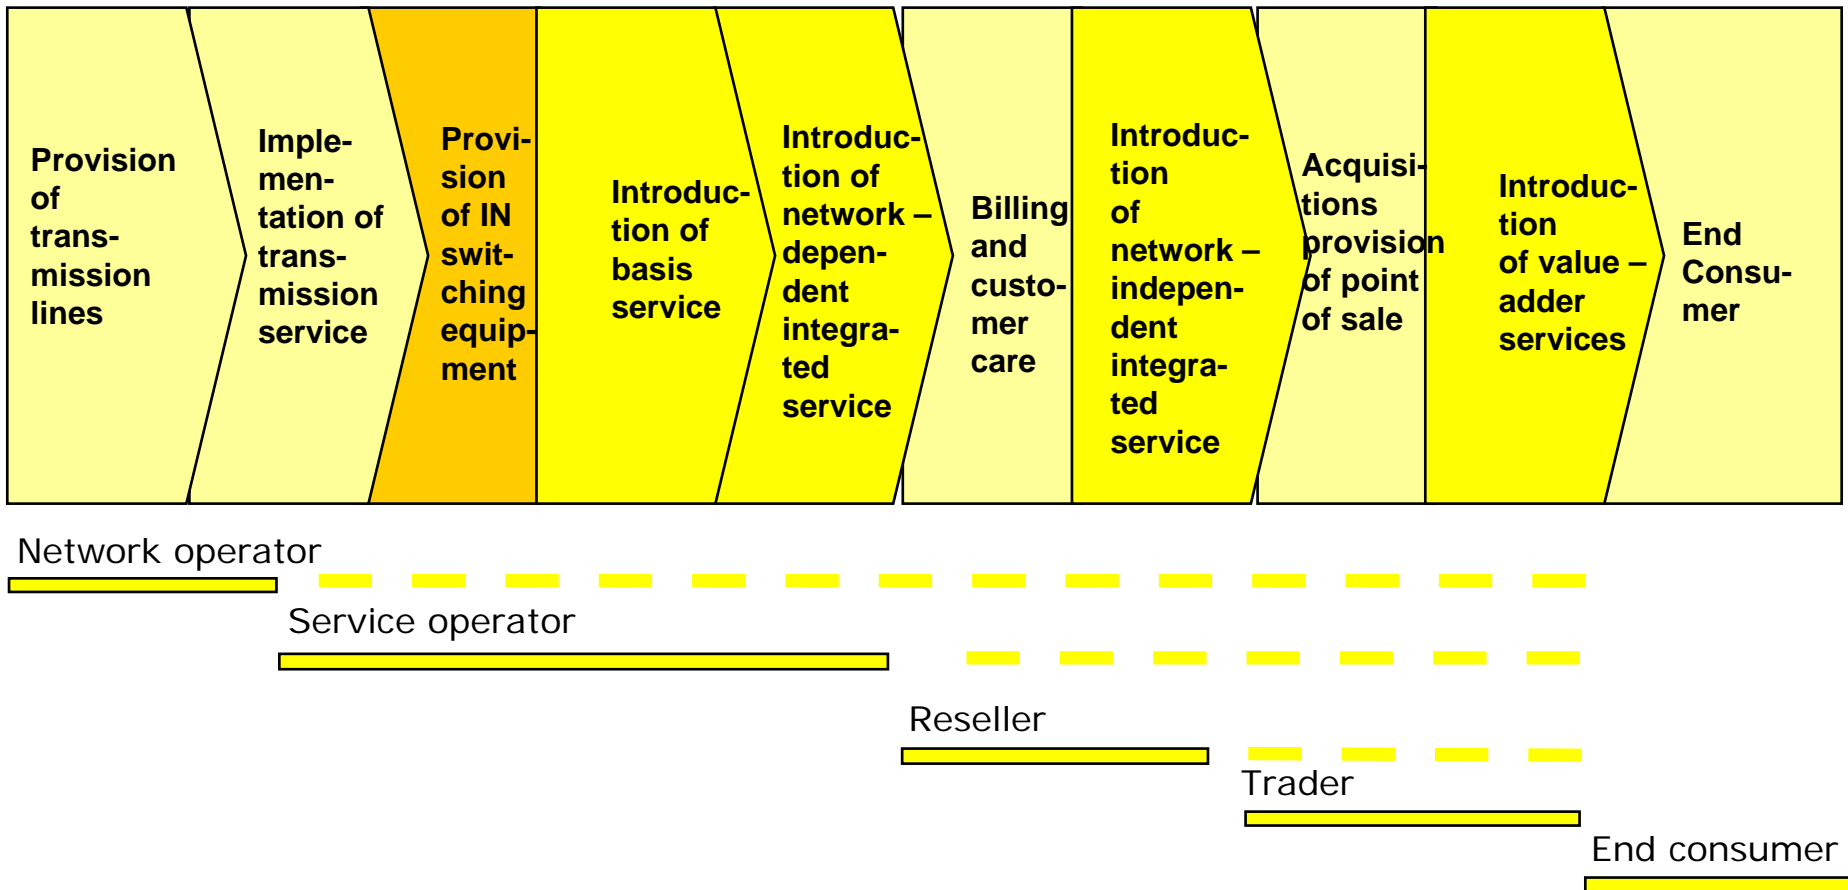 Provision
of
trans-
mission
lines
Imple-
men-
tation of
trans-
mission
service
Provi-
sion
of IN
swit-
ching
equip-
ment
Introduc-
tion of
basis
service
Introduc-
tion of
network –
depen-
dent
integra-
ted
service
Billing
and
custo-
mer
care
Introduc-
tion
of
network –
indepen-
dent
integra-
ted
service
Acquisi-
tions
provision
of point
of sale
Introduc-
tion
of value –
adder
services
End
Consu-
mer
Network operator
Service operator
Reseller
Trader
End consumer